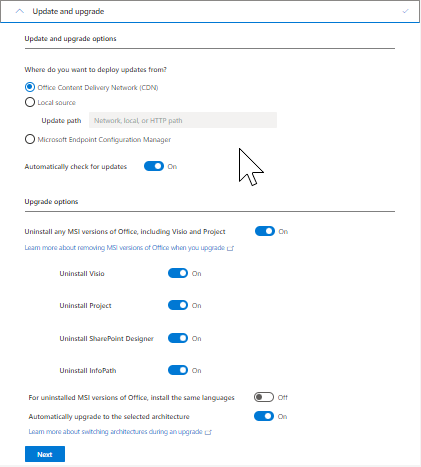 Update and upgrade
Update and upgrade options
Where do you want to deploy updates from?
Office Content Delivery Network (CDN)
Local source
Update path Network, local, or HTTP path
Microsoft Endpoint Configuration Manager
Automatically check for updates On
Upgrade options
Uninstall any MSI versions of Office, including Visio and Project On
Learn more about removing MSI versions of Office when you upgrade
Uninstall Visio On
Uninstall Project On
Uninstall SharePoint Designer On
Uninstall InfoPath On
For uninstalled MSI versions of Office, install the same languages Off
Automatically upgrade to the selected architecture On
Learn more about switching architectures during an upgrade
Next